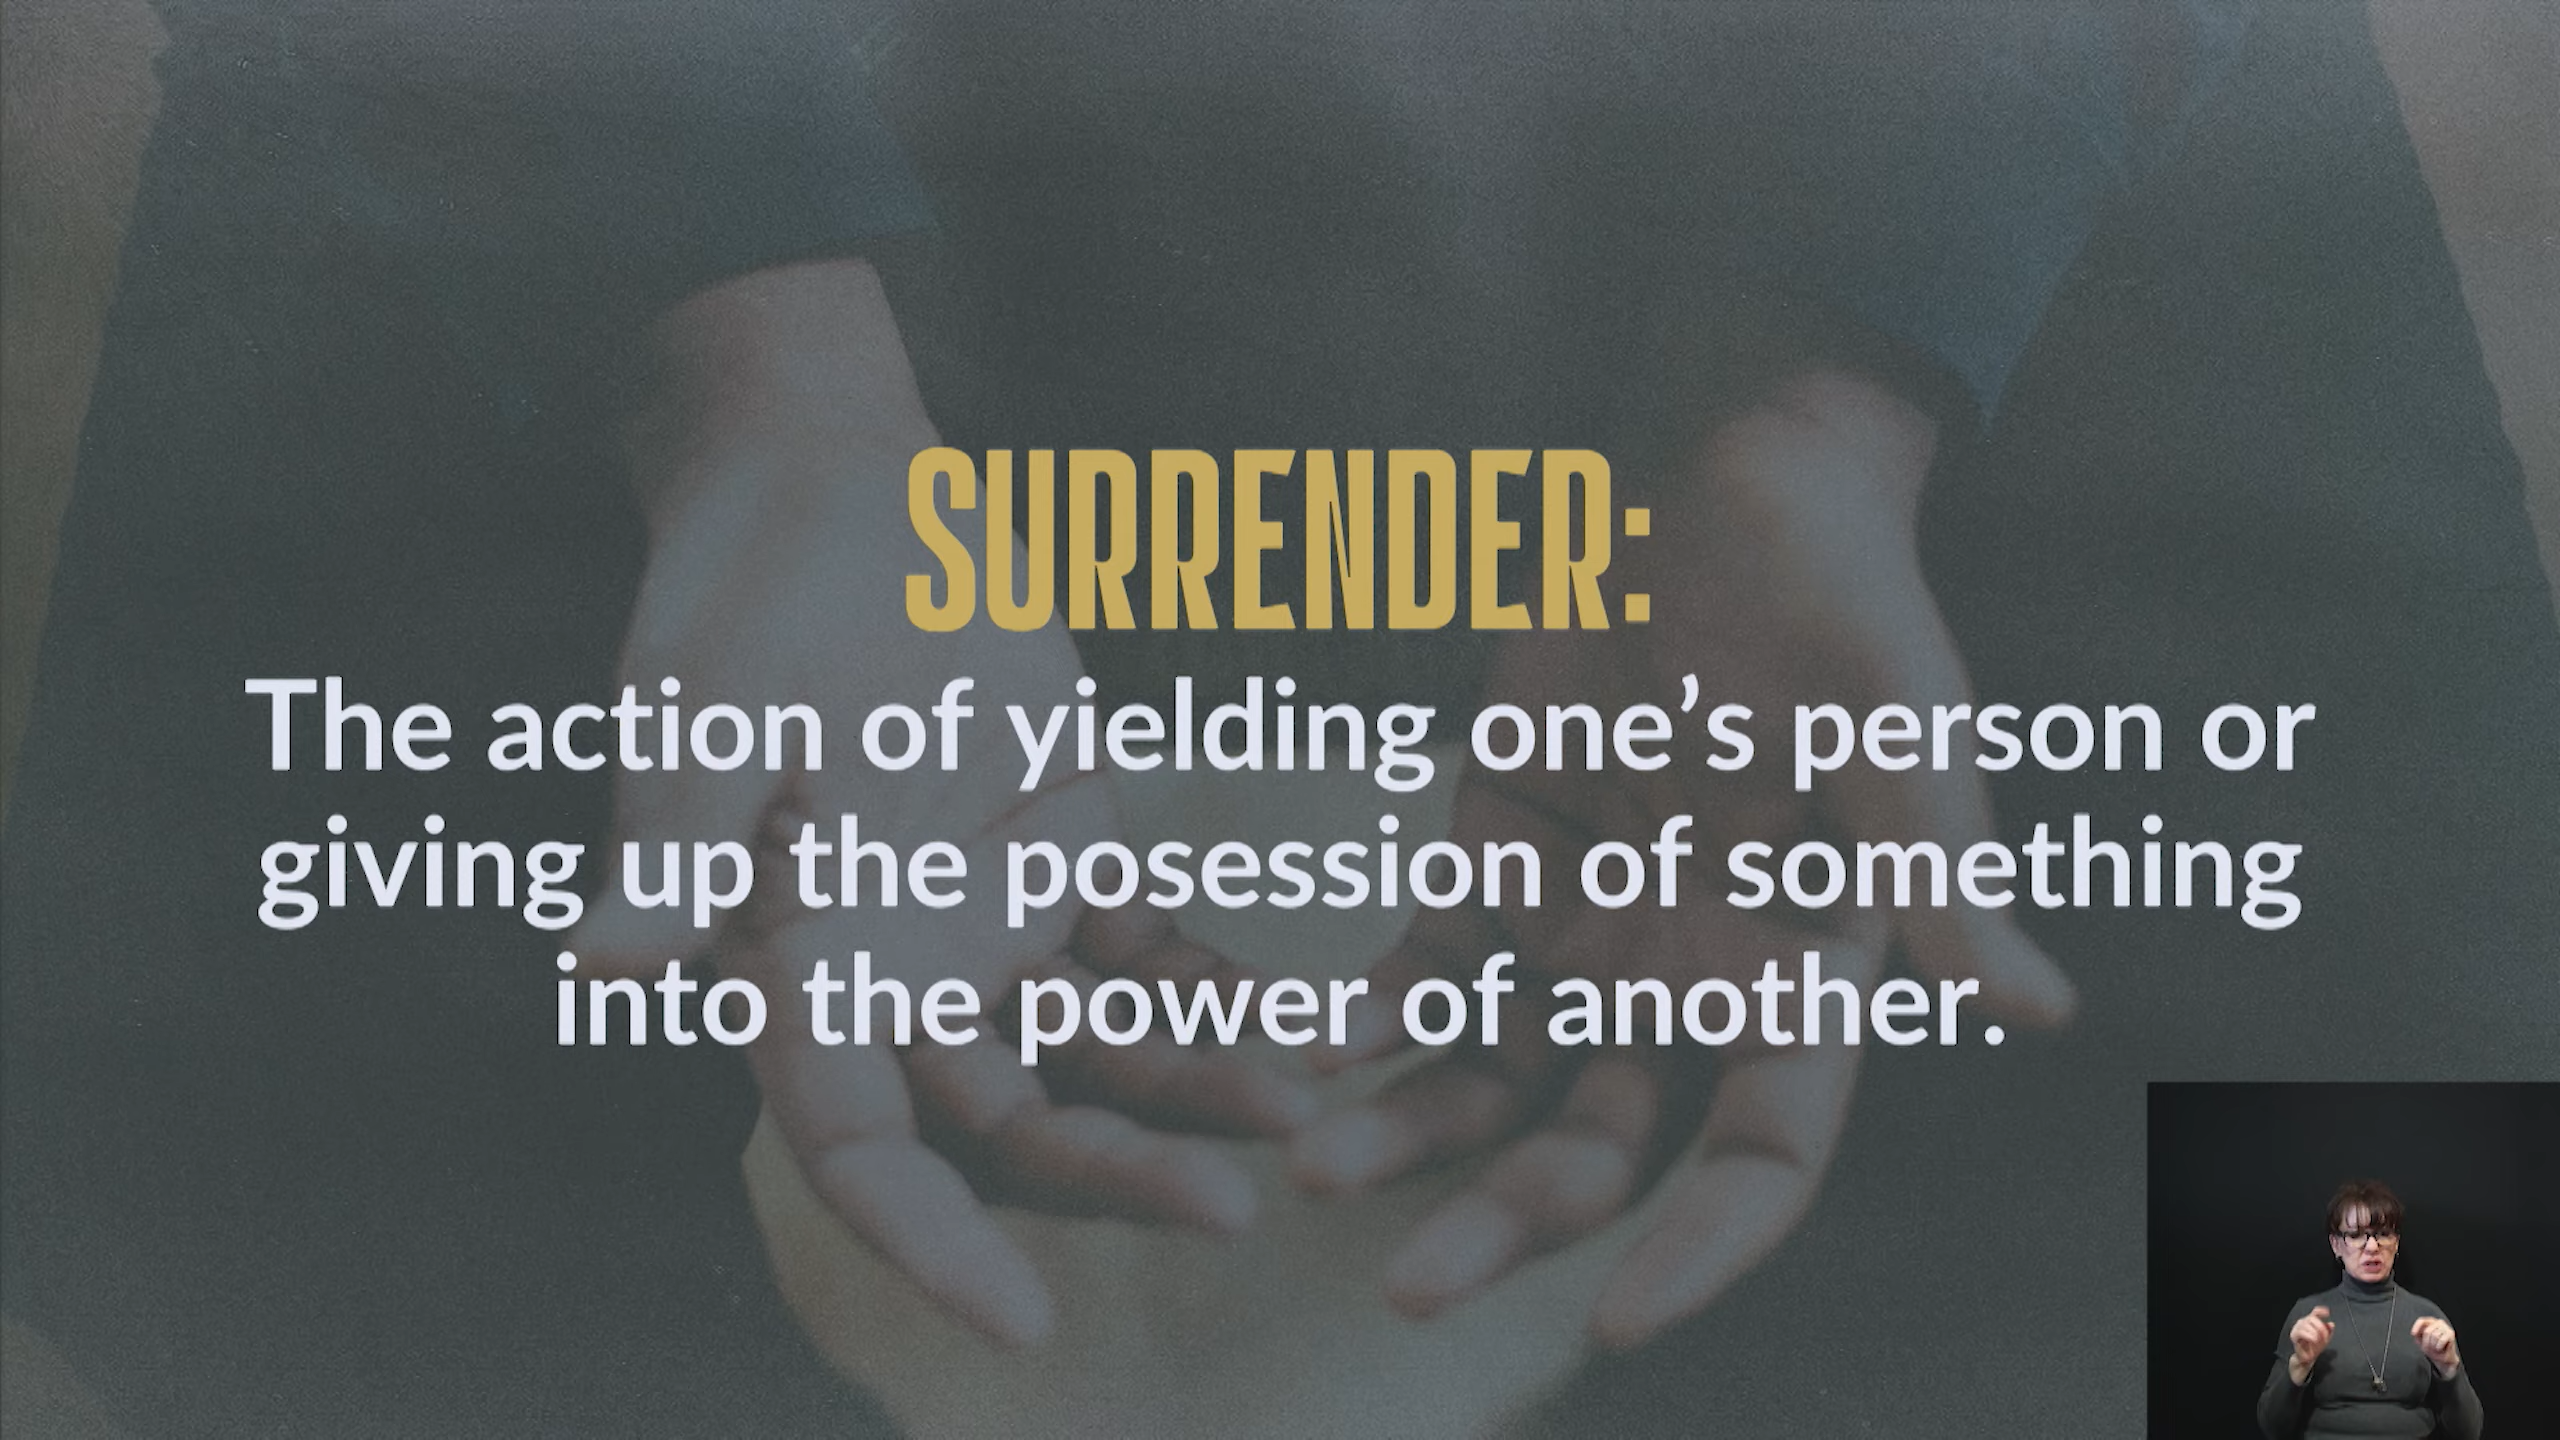 SURRENDER:
The action of yielding one’s person or
giving up the posession of something
into the power of another.